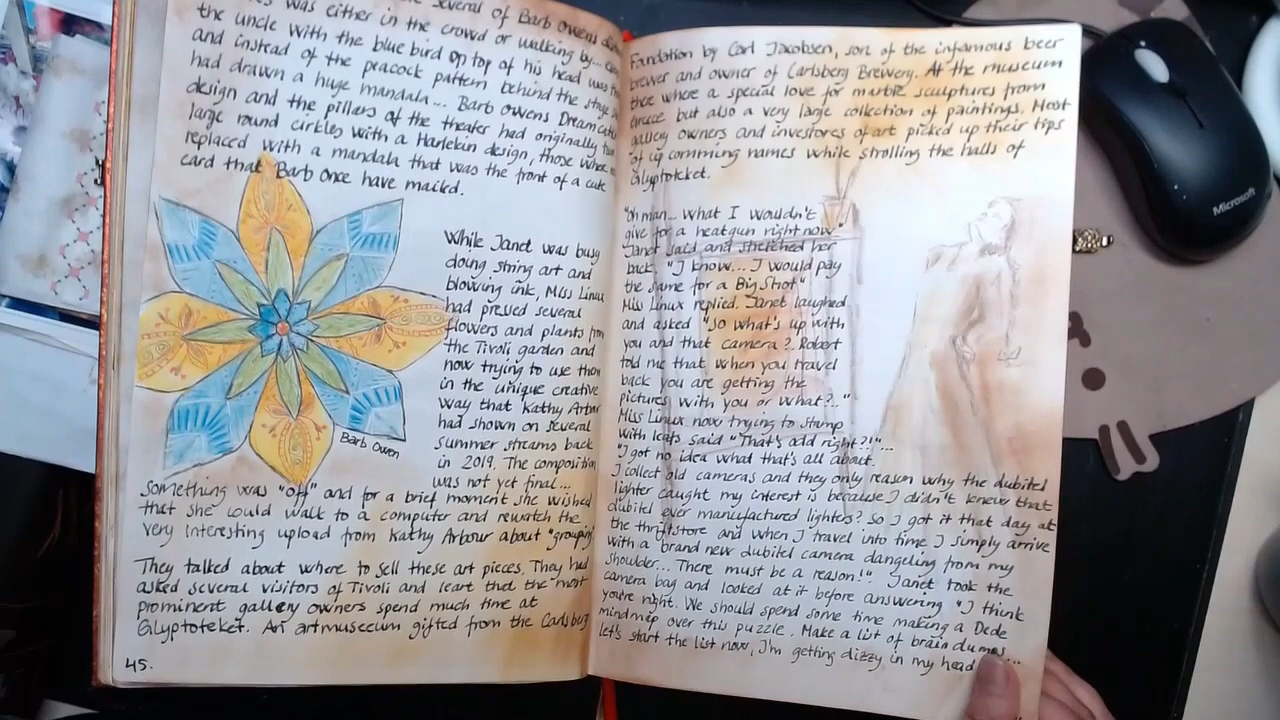 several of Barb Owens
was either in the crowd or walking by...
the uncle with the blue bird on top of his head was
and instead of the peacock pattern behind the stage
had drawn a huge mandala... Barb Owens Dreamcatcher
design and the pillars of the theater had originally
large round cirkles with a Harlekin design, those where
replaced with a mandala that was the front of a cute
card that Barb Once have mailed.
While Janet was busy
doing string art and
blowing ink, Miss Linux
had pressed several
flowers and plants from
the Tivoli garden and
now trying to use them
in the unique creative
way that Kathy Arbour
had shown on several
summer streams back
in 2019. The composition
was not yet final...
Barb Owen
Something was "off" and for a brief moment she wished
that she could walk to a computer and rewatch the
very interesting upload from Kathy Arbour about "grouping"
They talked about where to sell these art pieces. They had
asked several visitors of Tivoli and leart that the most
prominent gallery owners spend much time at
Glyptoteket. An artmuseeum gifted from the Carlsberg
45.
Foundation by Carl Jacobsen, son of the infamous beer
brewer and owner of Carlsberg Brewery. At the museum
thee where a special love for marble sculptures from
Greece but also a very large collection of paintings. Most
gallery owners and investores of art picked up their tips
of up comming names while strolling the halls of
Glyptoteket.
"Oh man... what I wouldn't
give for a heatgun right now"
Janet said and stretched her
back. "I know... I would pay
the same for a Big Shot"
Miss Linux replied. Janet laughed
and asked "So what's up with
you and that camera?. Robert
told me that when you travel
back you are getting the
pictures with you or what?.."
Miss Linux now trying to stamp
with leafs said "That's odd right?!"...
"I got no idea what that's all about.
I collect old cameras and they only reason why the dubitel
lighter caught my interest is because I didn't knew that
dubitel ever manufactured lighters? So I got it that day at
the thriftstore and when I travel into time I simply arrive
with a brand new dubitel camera dangeling from my
shoulder... There must be a reason!" Janet took the
camera bag and looked at it before answering "I think
you're right. We should spend some time making a Dede
mindmap over this puzzle. Make a list of brain dumps...
let's start the list now, I'm getting dizzy in my head
Microsoft